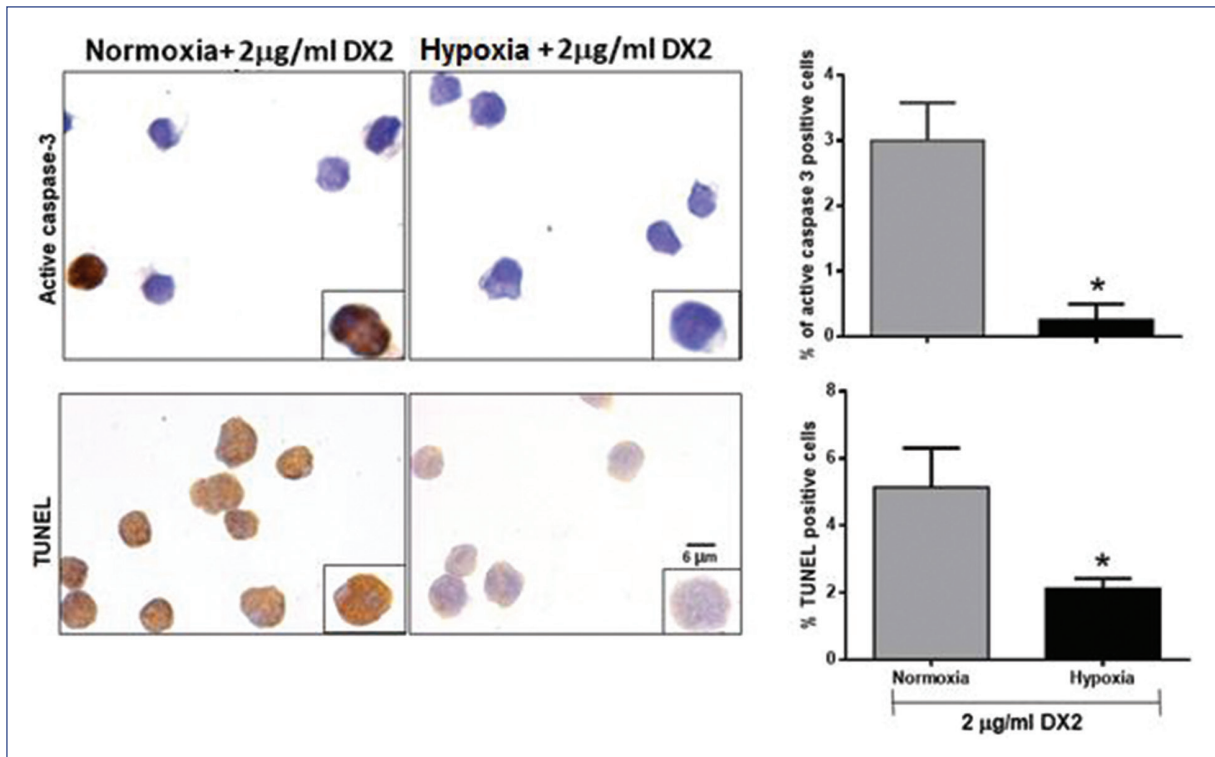 Normoxia+2μg/ml DX2
Hypoxia +2μg/ml DX2
Active caspase-3
TUNEL
6 μm
% of active caspase 3 positive cells
4
3
2
1
0
*
% TUNEL positive cells
8
6
4
2
0
*
Normoxia
Hypoxia
2 μg/ml DX2